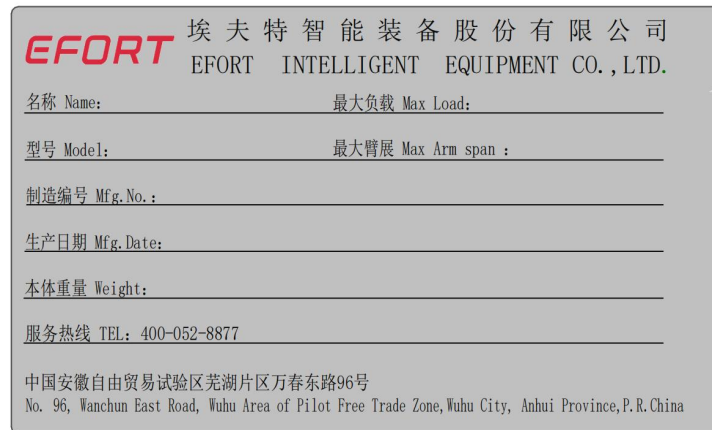 EFORT 埃夫特智能装备股份有限公司
EFORT INTELLIGENT EQUIPMENT CO.,LTD.
名称 Name: 最大负载 Max Load:
型号 Model: 最大臂展 Max Arm span :
制造编号 Mfg.No.:
生产日期 Mfg.Date:
本体重量 Weight:
服务热线 TEL: 400-052-8877
中国安徽自由贸易试验区芜湖片区万春东路96号
No. 96, Wanchun East Road, Wuhu Area of Pilot Free Trade Zone,Wuhu City, Anhui Province,P.R.China